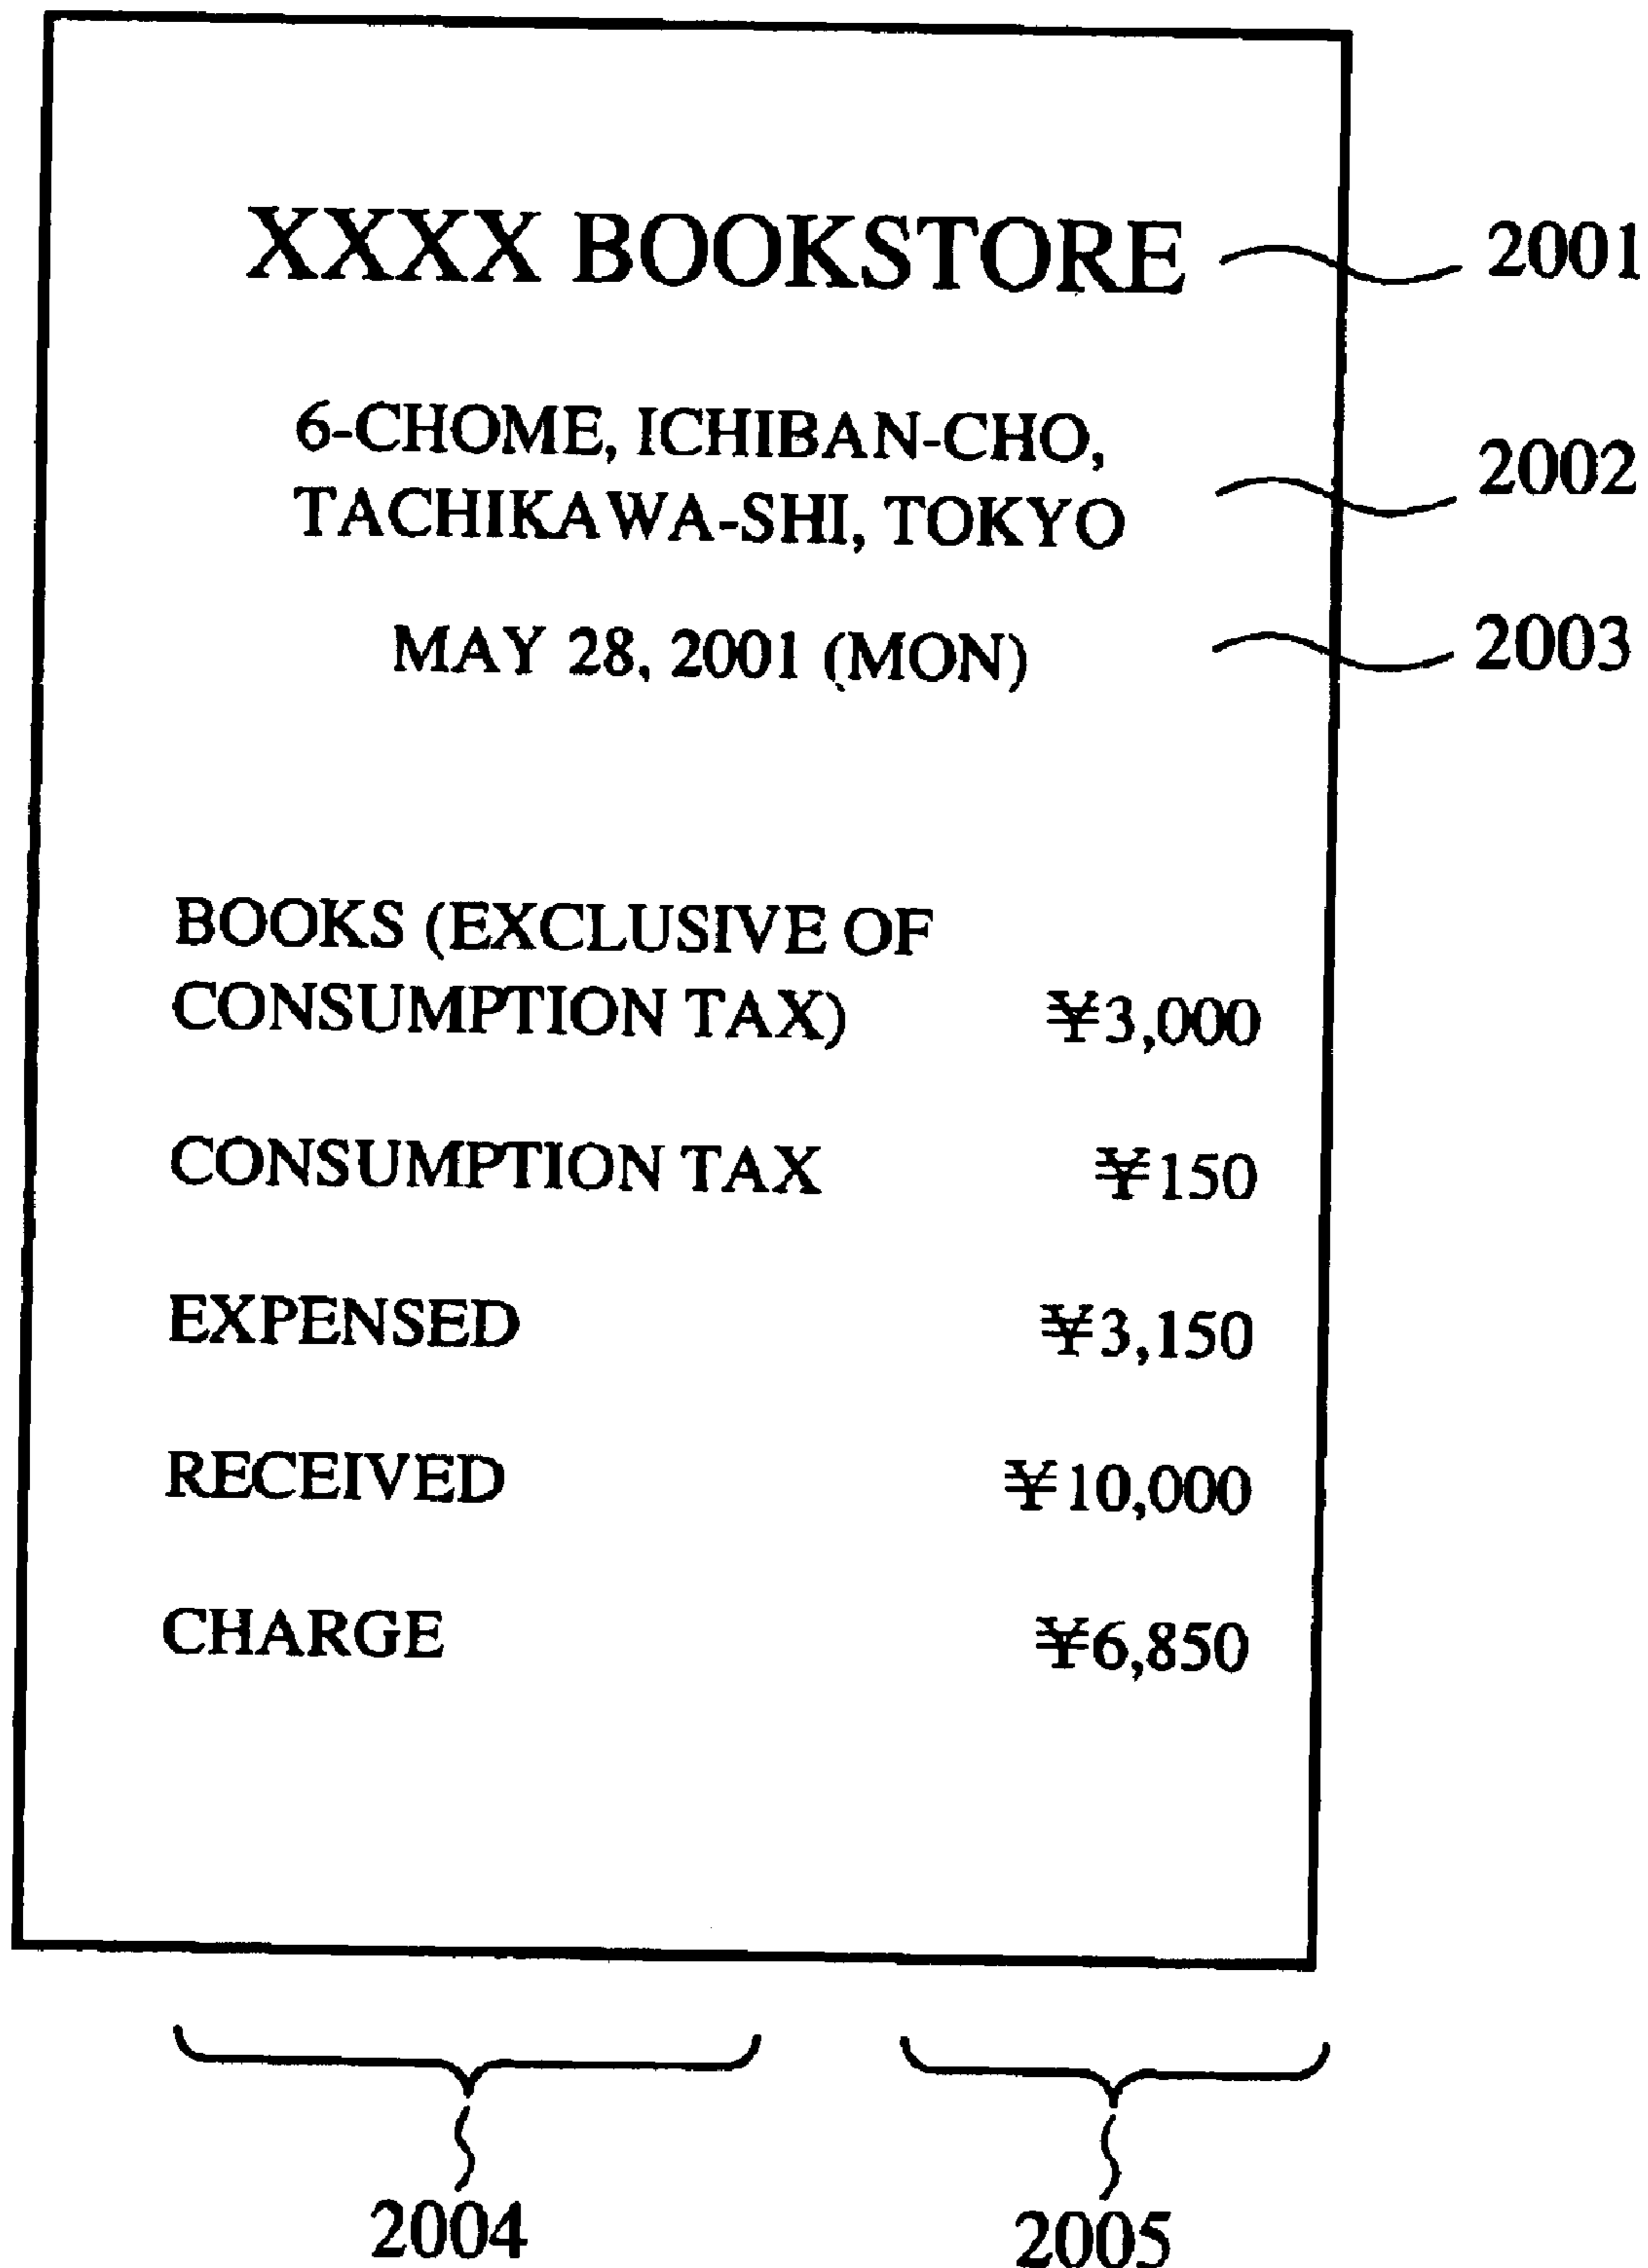 XXXX BOOKSTORE 2001
6-CHOME, ICHIBAN-CHO,
TACHIKAWA-SHI, TOKYO 2002
MAY 28, 2001 (MON) 2003
BOOKS (EXCLUSIVE OF
CONSUMPTION TAX) ¥3,000
CONSUMPTION TAX ¥150
EXPENSED ¥3,150
RECEIVED ¥10,000
CHARGE ¥6,850
2004 2005